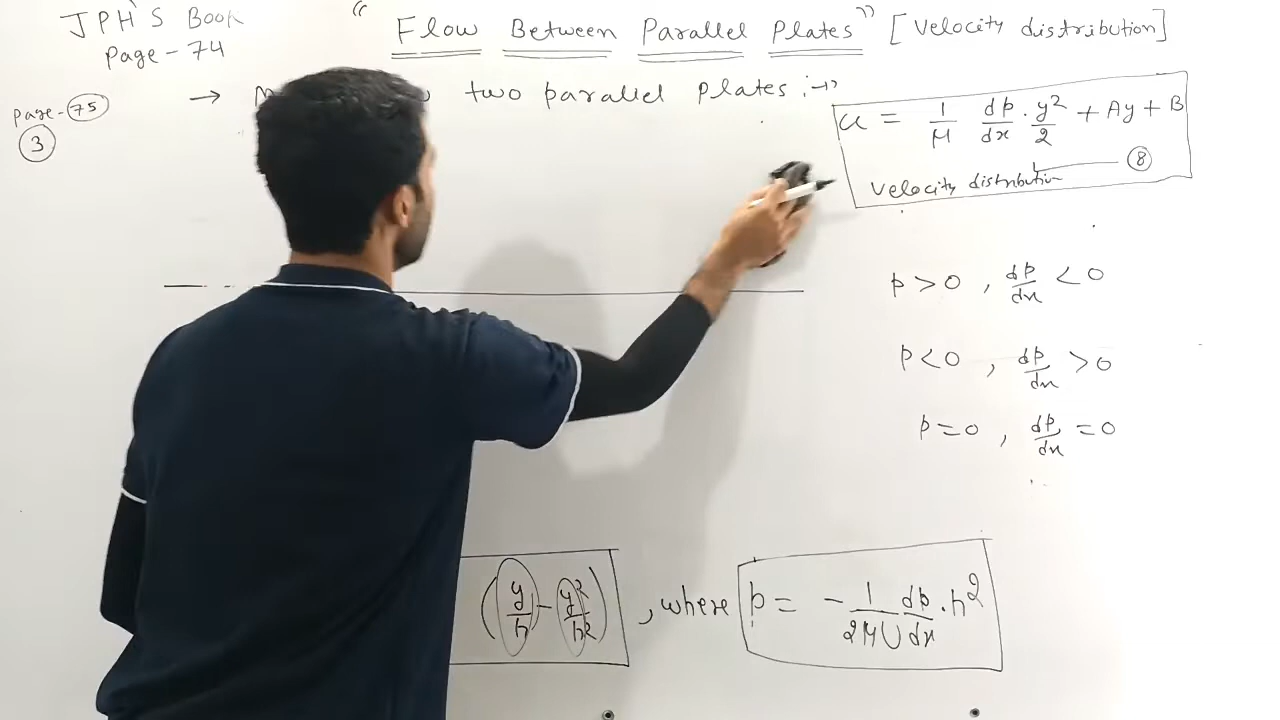 JPH'S Book
Page - 74
"Flow Between Parallel Plates" [Velocity distribution]
→ two parallel plates :→
page - 75
3
u = 1/μ dp/dx . y²/2 + Ay + B
8
Velocity distribution
p > 0 , dp/dx < 0
p < 0 , dp/dx > 0
p = 0 , dp/dx = 0
(y/h - y²/h²) , where p = - 1/2μU dp/dx . h²